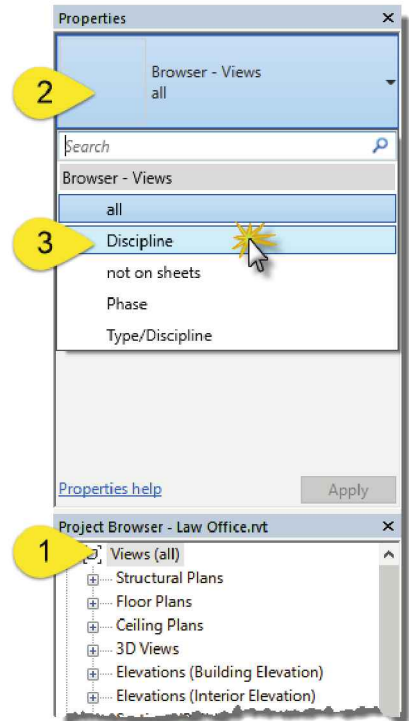 Properties
Browser - Views
all
2
Search
Browser - Views
all
3
Discipline
not on sheets
Phase
Type/Discipline
Properties help
Apply
Project Browser - Law Office.rvt
1
Views (all)
Structural Plans
Floor Plans
Ceiling Plans
3D Views
Elevations (Building Elevation)
Elevations (Interior Elevation)